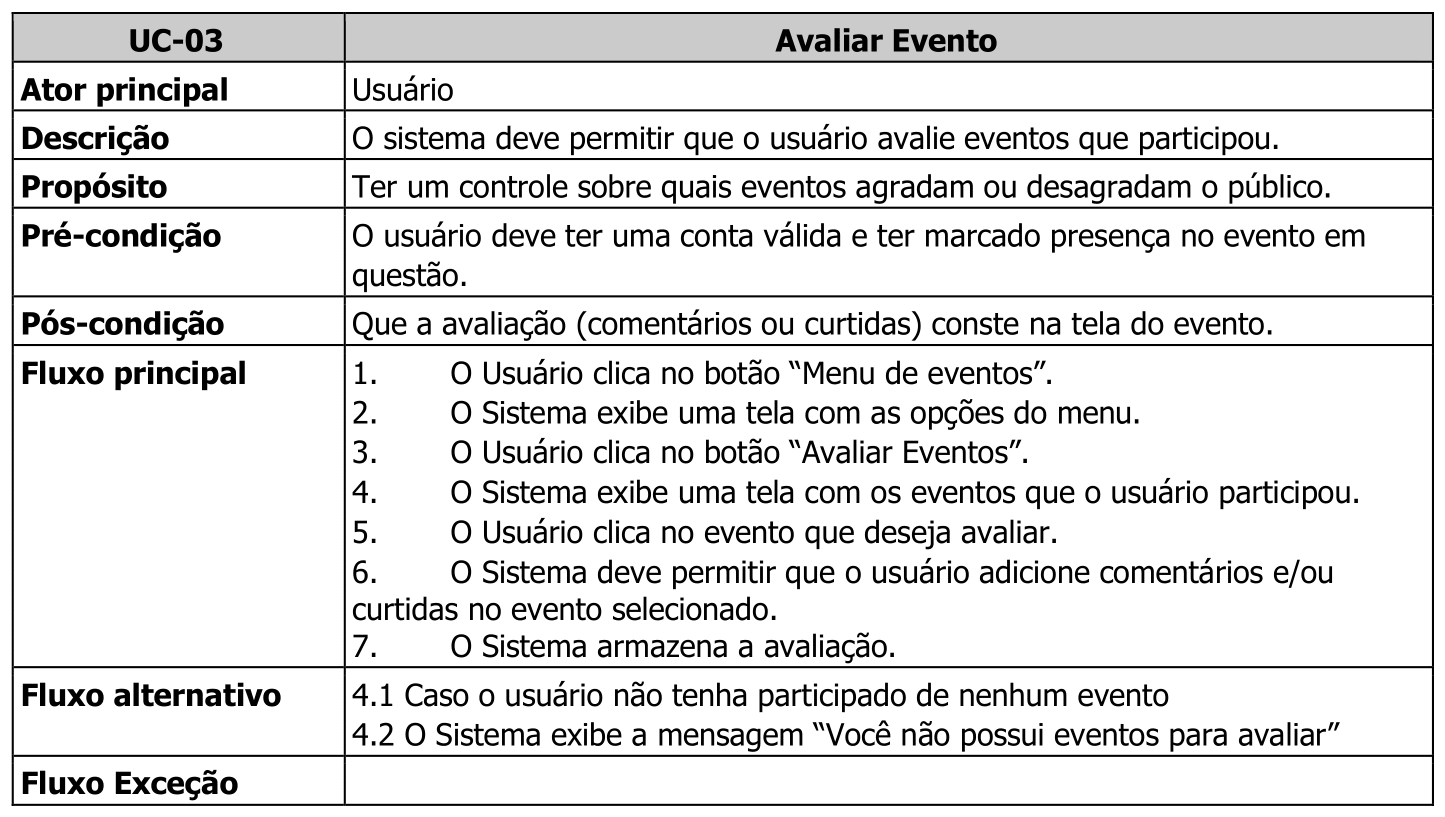 UC-03 Avaliar Evento
Ator principal Usuário
Descrição O sistema deve permitir que o usuário avalie eventos que participou.
Propósito Ter um controle sobre quais eventos agradam ou desagradam o público.
Pré-condição O usuário deve ter uma conta válida e ter marcado presença no evento em
questão.
Pós-condição Que a avaliação (comentários ou curtidas) conste na tela do evento.
Fluxo principal 1. O Usuário clica no botão “Menu de eventos”.
2. O Sistema exibe uma tela com as opções do menu.
3. O Usuário clica no botão “Avaliar Eventos”.
4. O Sistema exibe uma tela com os eventos que o usuário participou.
5. O Usuário clica no evento que deseja avaliar.
6. O Sistema deve permitir que o usuário adicione comentários e/ou
curtidas no evento selecionado.
7. O Sistema armazena a avaliação.
Fluxo alternativo 4.1 Caso o usuário não tenha participado de nenhum evento
4.2 O Sistema exibe a mensagem “Você não possui eventos para avaliar”
Fluxo Exceção